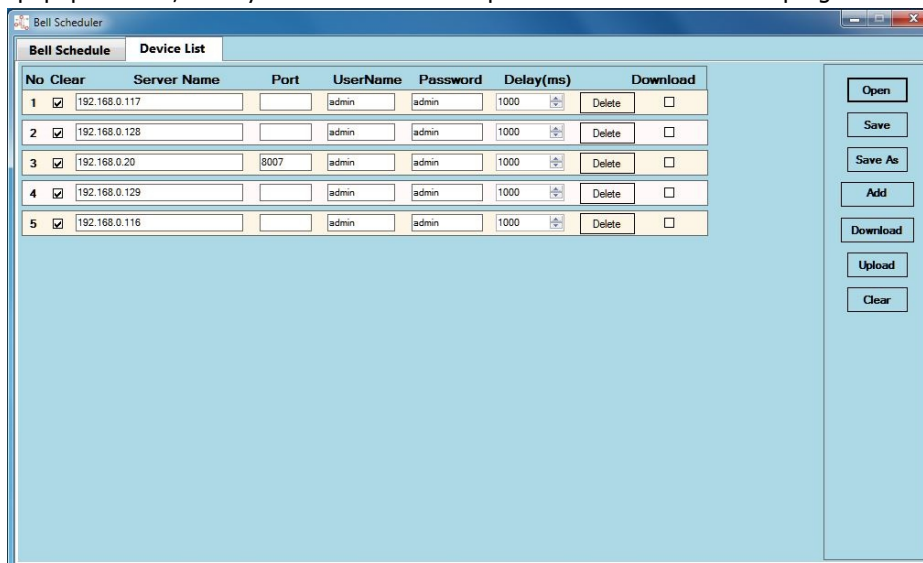 Bell Scheduler
Bell Schedule Device List
No Clear Server Name Port UserName Password Delay(ms) Download
1 192.168.0.117 admin admin 1000 Delete
2 192.168.0.128 admin admin 1000 Delete
3 192.168.0.20 8007 admin admin 1000 Delete
4 192.168.0.129 admin admin 1000 Delete
5 192.168.0.116 admin admin 1000 Delete
Open
Save
Save As
Add
Download
Upload
Clear